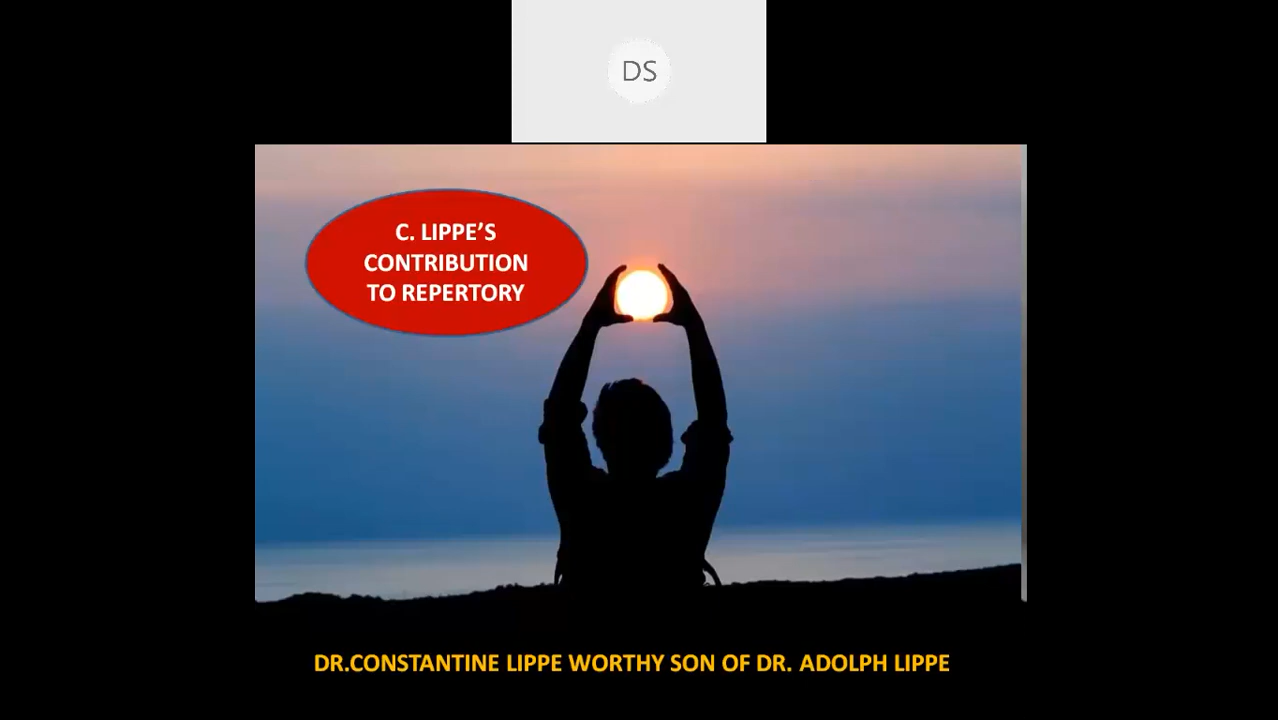 DS
C. LIPPE’S
CONTRIBUTION
TO REPERTORY
DR.CONSTANTINE LIPPE WORTHY SON OF DR. ADOLPH LIPPE